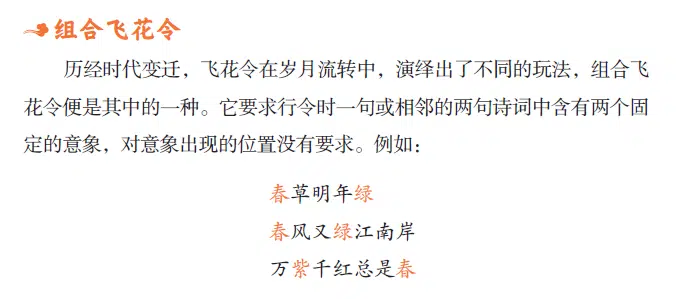 组合飞花令
历经时代变迁，飞花令在岁月流转中，演绎出了不同的玩法，组合飞
花令便是其中的一种。它要求行令时一句或相邻的两句诗词中含有两个固
定的意象，对意象出现的位置没有要求。例如：
春草明年绿
春风又绿江南岸
万紫千红总是春